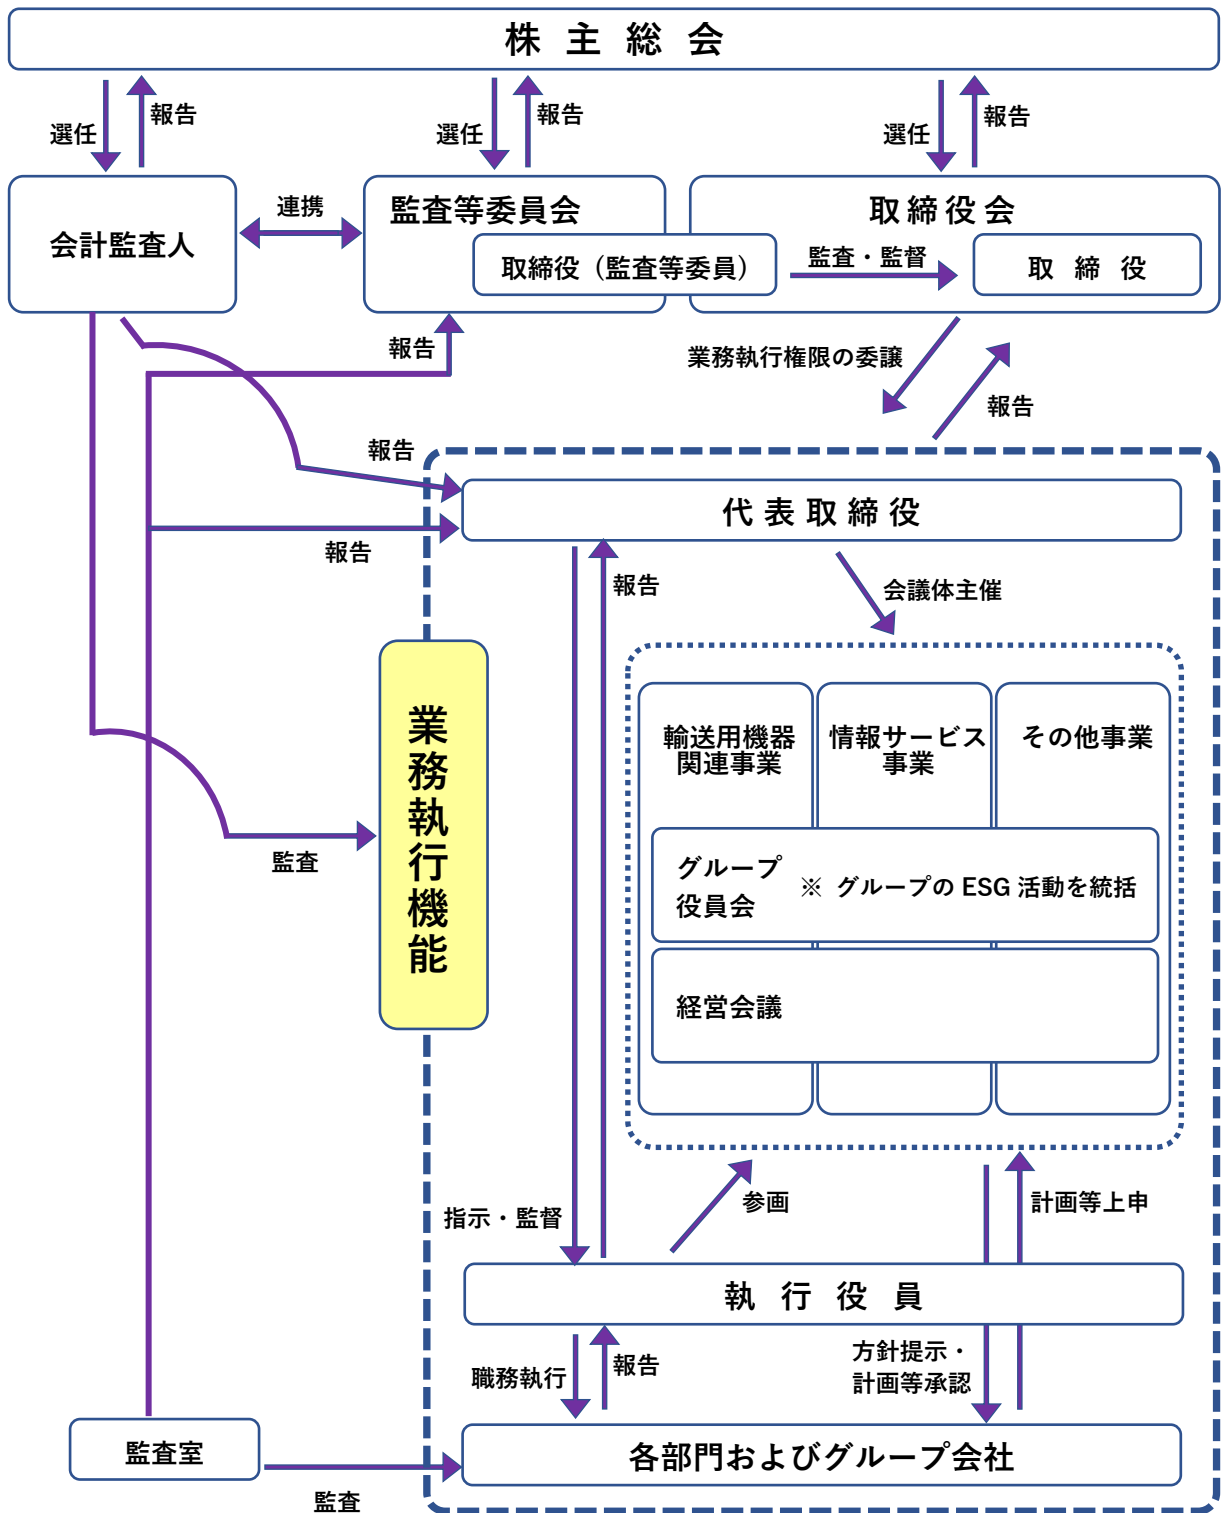 株主総会
選任
報告
選任
報告
選任
報告
会計監査人
連携
監査等委員会
取締役（監査等委員）
取締役会
監査・監督
取締役
報告
業務執行権限の委譲
報告
報告
代表取締役
報告
報告
会議体主催
業務執行機能
輸送用機器
関連事業
情報サービス
事業
その他事業
監査
グループ
役員会
※ グループの ESG 活動を統括
経営会議
指示・監督
参画
計画等上申
執行役員
職務執行
報告
方針提示・
計画等承認
監査室
監査
各部門およびグループ会社